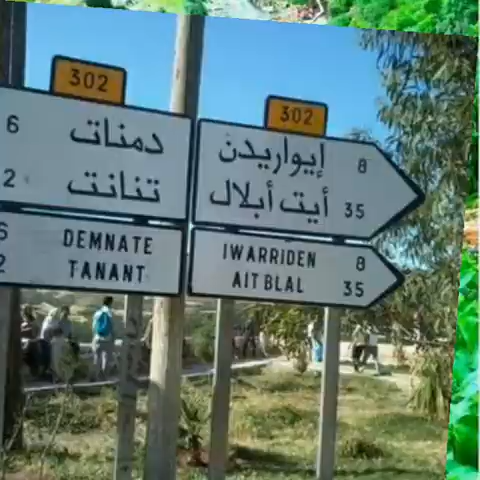 302
6 دمنات
2 تنانت
6 DEMNATE
2 TANANT
302
إيواريدن 8
أيت أبلال 35
IWARRIDEN 8
AIT BLAL 35